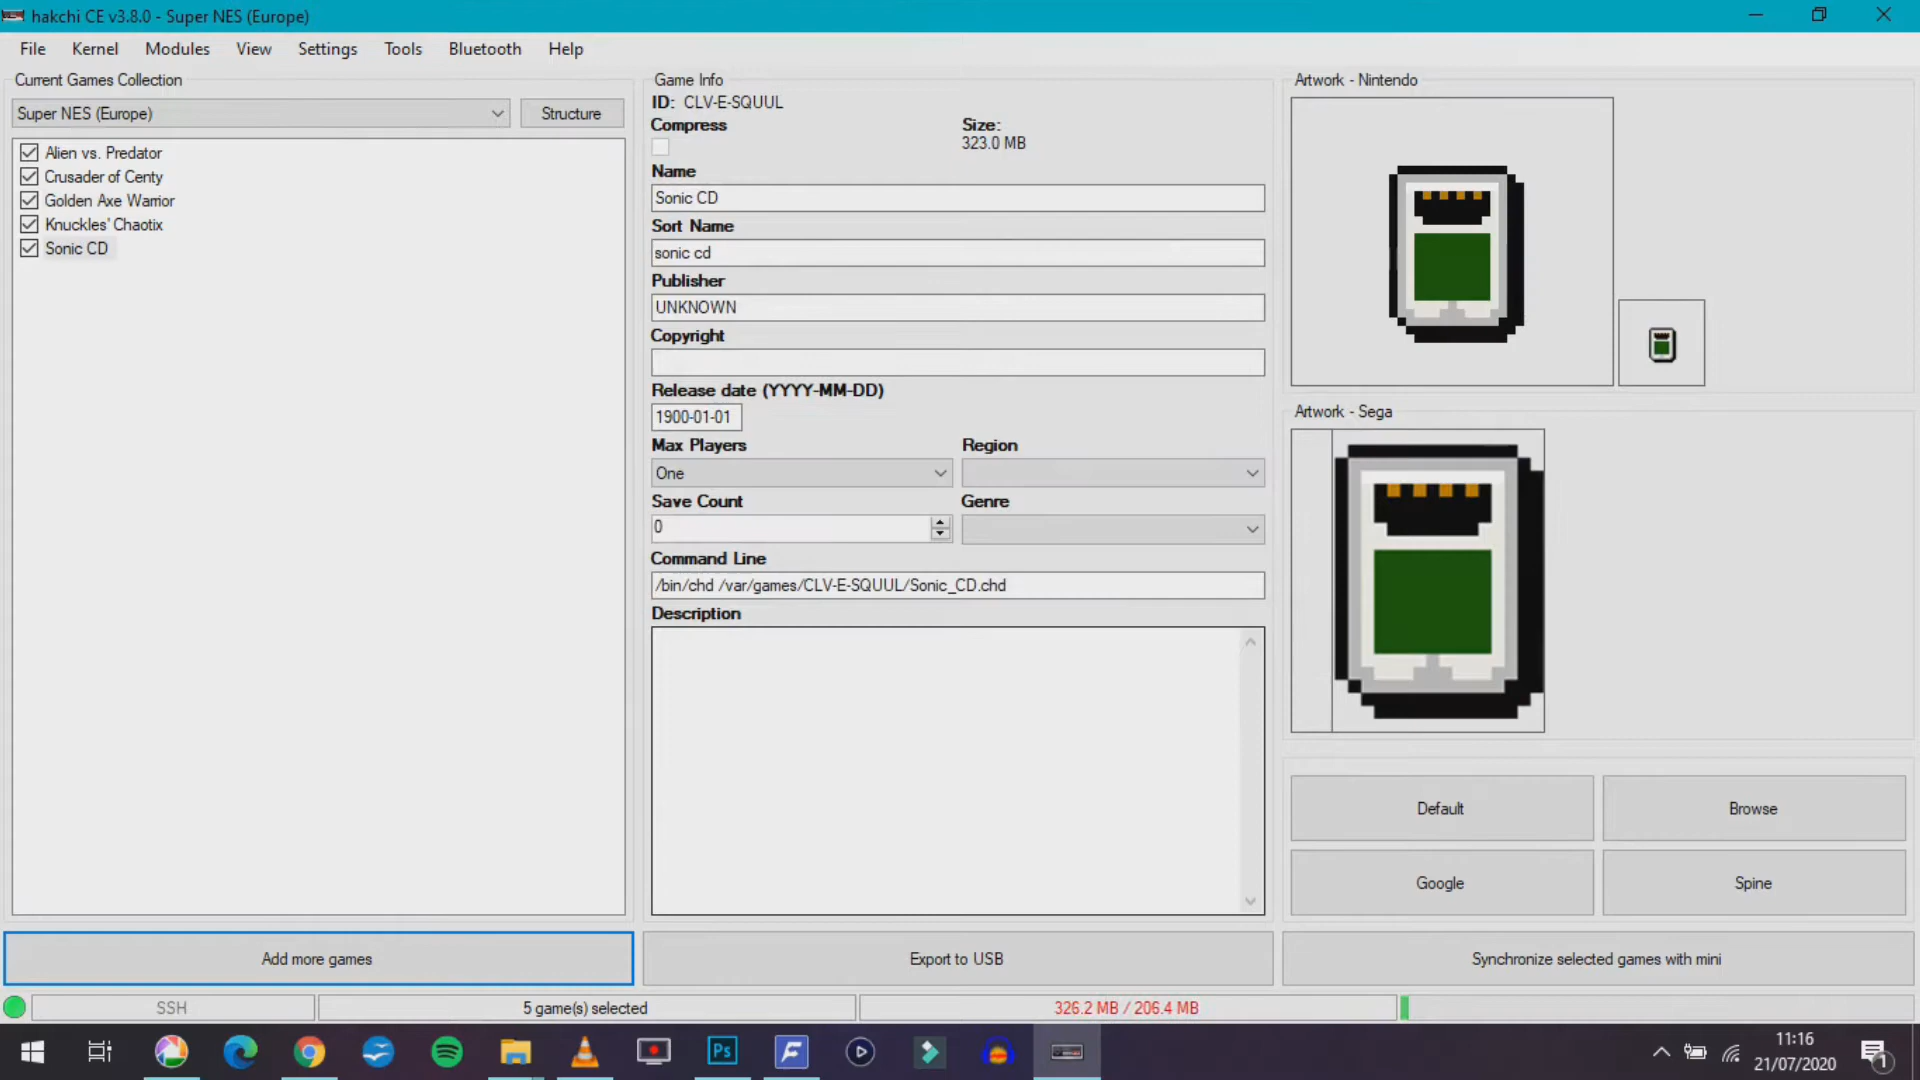 hakchi CE v3.8.0 - Super NES (Europe)
File Kernel Modules View Settings Tools Bluetooth Help
Current Games Collection
Super NES (Europe)
Structure
Alien vs. Predator
Crusader of Centy
Golden Axe Warrior
Knuckles' Chaotix
Sonic CD
Add more games
Game Info
ID: CLV-E-SQUUL
Compress
Size:
323.0 MB
Name
Sonic CD
Sort Name
sonic cd
Publisher
UNKNOWN
Copyright
Release date (YYYY-MM-DD)
1900-01-01
Max Players
Region
One
Save Count
Genre
0
Command Line
/bin/chd /var/games/CLV-E-SQUUL/Sonic_CD.chd
Description
Export to USB
Artwork - Nintendo
Artwork - Sega
Default
Browse
Google
Spine
Synchronize selected games with mini
SSH
5 game(s) selected
326.2 MB / 206.4 MB
Ps
F
11:16
21/07/2020
1